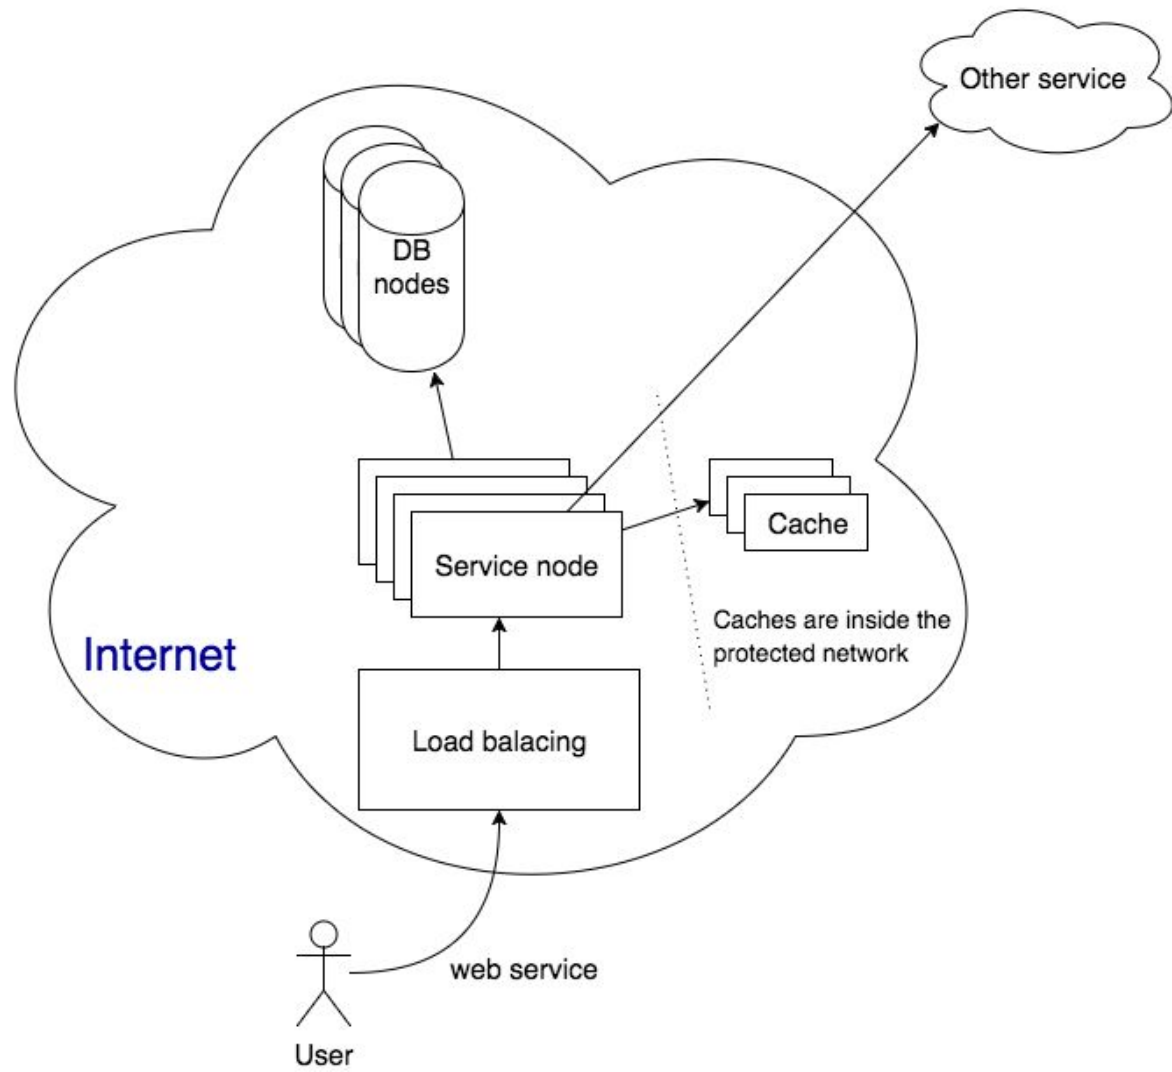 Other service
DB
nodes
Cache
Service node
Caches are inside the
protected network
Internet
Load balacing
web service
User